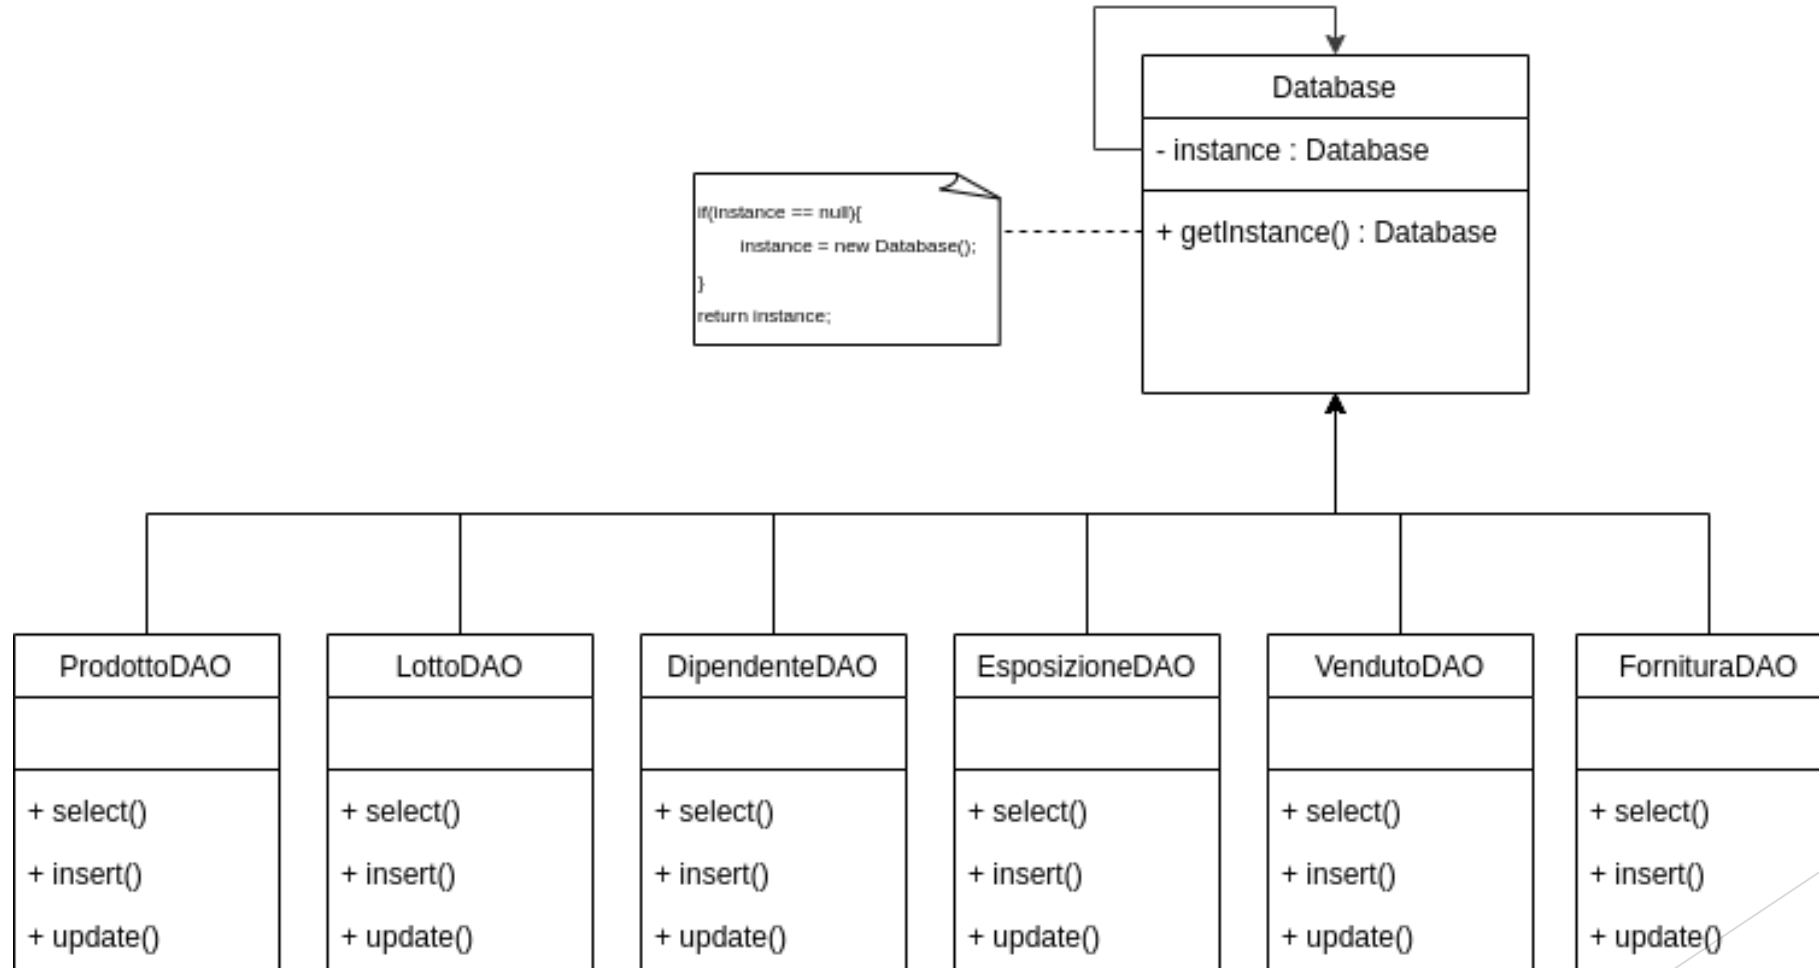 Database
- instance : Database
+ getInstance() : Database
if(instance == null){
instance = new Database();
}
return instance;
ProdottoDAO
+ select()
+ insert()
+ update()
LottoDAO
+ select()
+ insert()
+ update()
DipendenteDAO
+ select()
+ insert()
+ update()
EsposizioneDAO
+ select()
+ insert()
+ update()
VendutoDAO
+ select()
+ insert()
+ update()
FornituraDAO
+ select()
+ insert()
+ update()